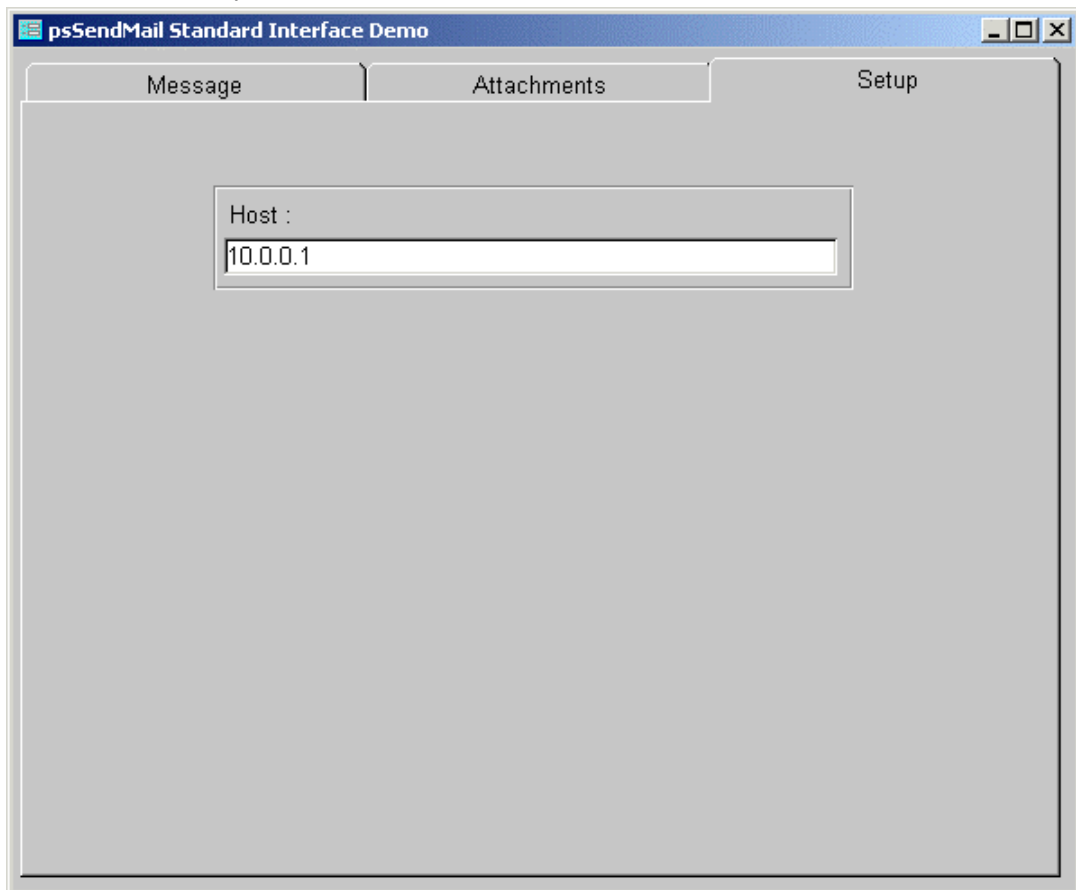 psSendMail Standard Interface Demo
Message Attachments Setup
Host :
10.0.0.1